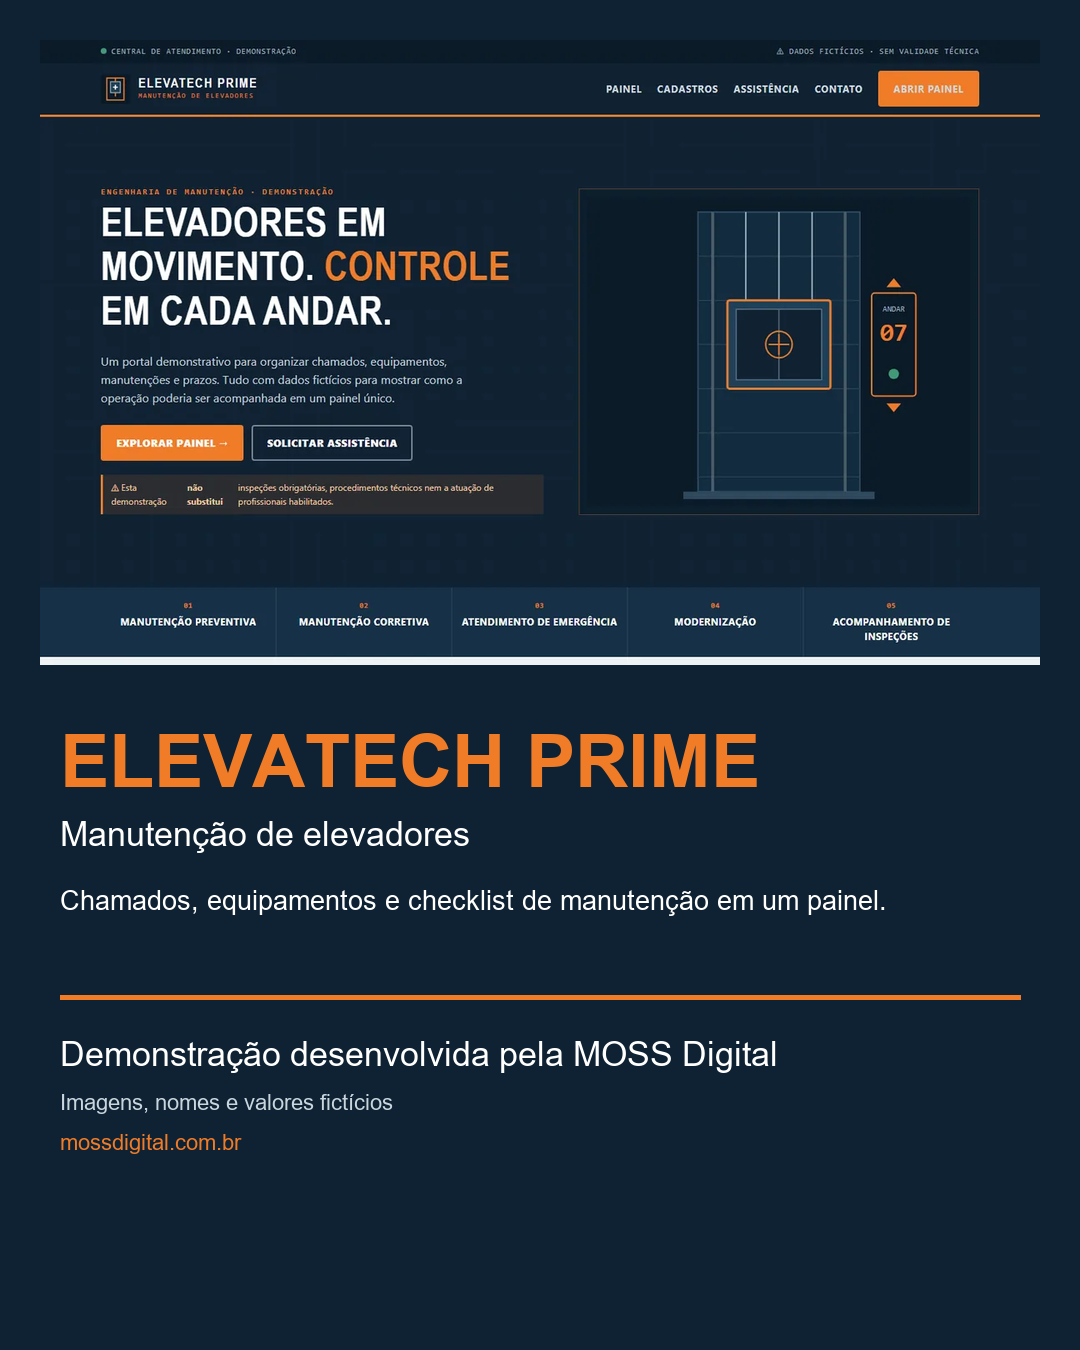 CENTRAL DE ATENDIMENTO · DEMONSTRAÇÃO
⚠ DADOS FICTÍCIOS · SEM VALIDADE TÉCNICA
ELEVATECH PRIME
MANUTENÇÃO DE ELEVADORES
PAINEL CADASTROS ASSISTÊNCIA CONTATO ABRIR PAINEL
ENGENHARIA DE MANUTENÇÃO · DEMONSTRAÇÃO
ELEVADORES EM
MOVIMENTO. CONTROLE
EM CADA ANDAR.
Um portal demonstrativo para organizar chamados, equipamentos,
manutenções e prazos. Tudo com dados fictícios para mostrar como a
operação poderia ser acompanhada em um painel único.
EXPLORAR PAINEL → SOLICITAR ASSISTÊNCIA
⚠ Esta
demonstração
não
substitui
inspeções obrigatórias, procedimentos técnicos nem a atuação de
profissionais habilitados.
ANDAR
07
01
MANUTENÇÃO PREVENTIVA
02
MANUTENÇÃO CORRETIVA
03
ATENDIMENTO DE EMERGÊNCIA
04
MODERNIZAÇÃO
05
ACOMPANHAMENTO DE
INSPEÇÕES
ELEVATECH PRIME
Manutenção de elevadores
Chamados, equipamentos e checklist de manutenção em um painel.
Demonstração desenvolvida pela MOSS Digital
Imagens, nomes e valores fictícios
mossdigital.com.br